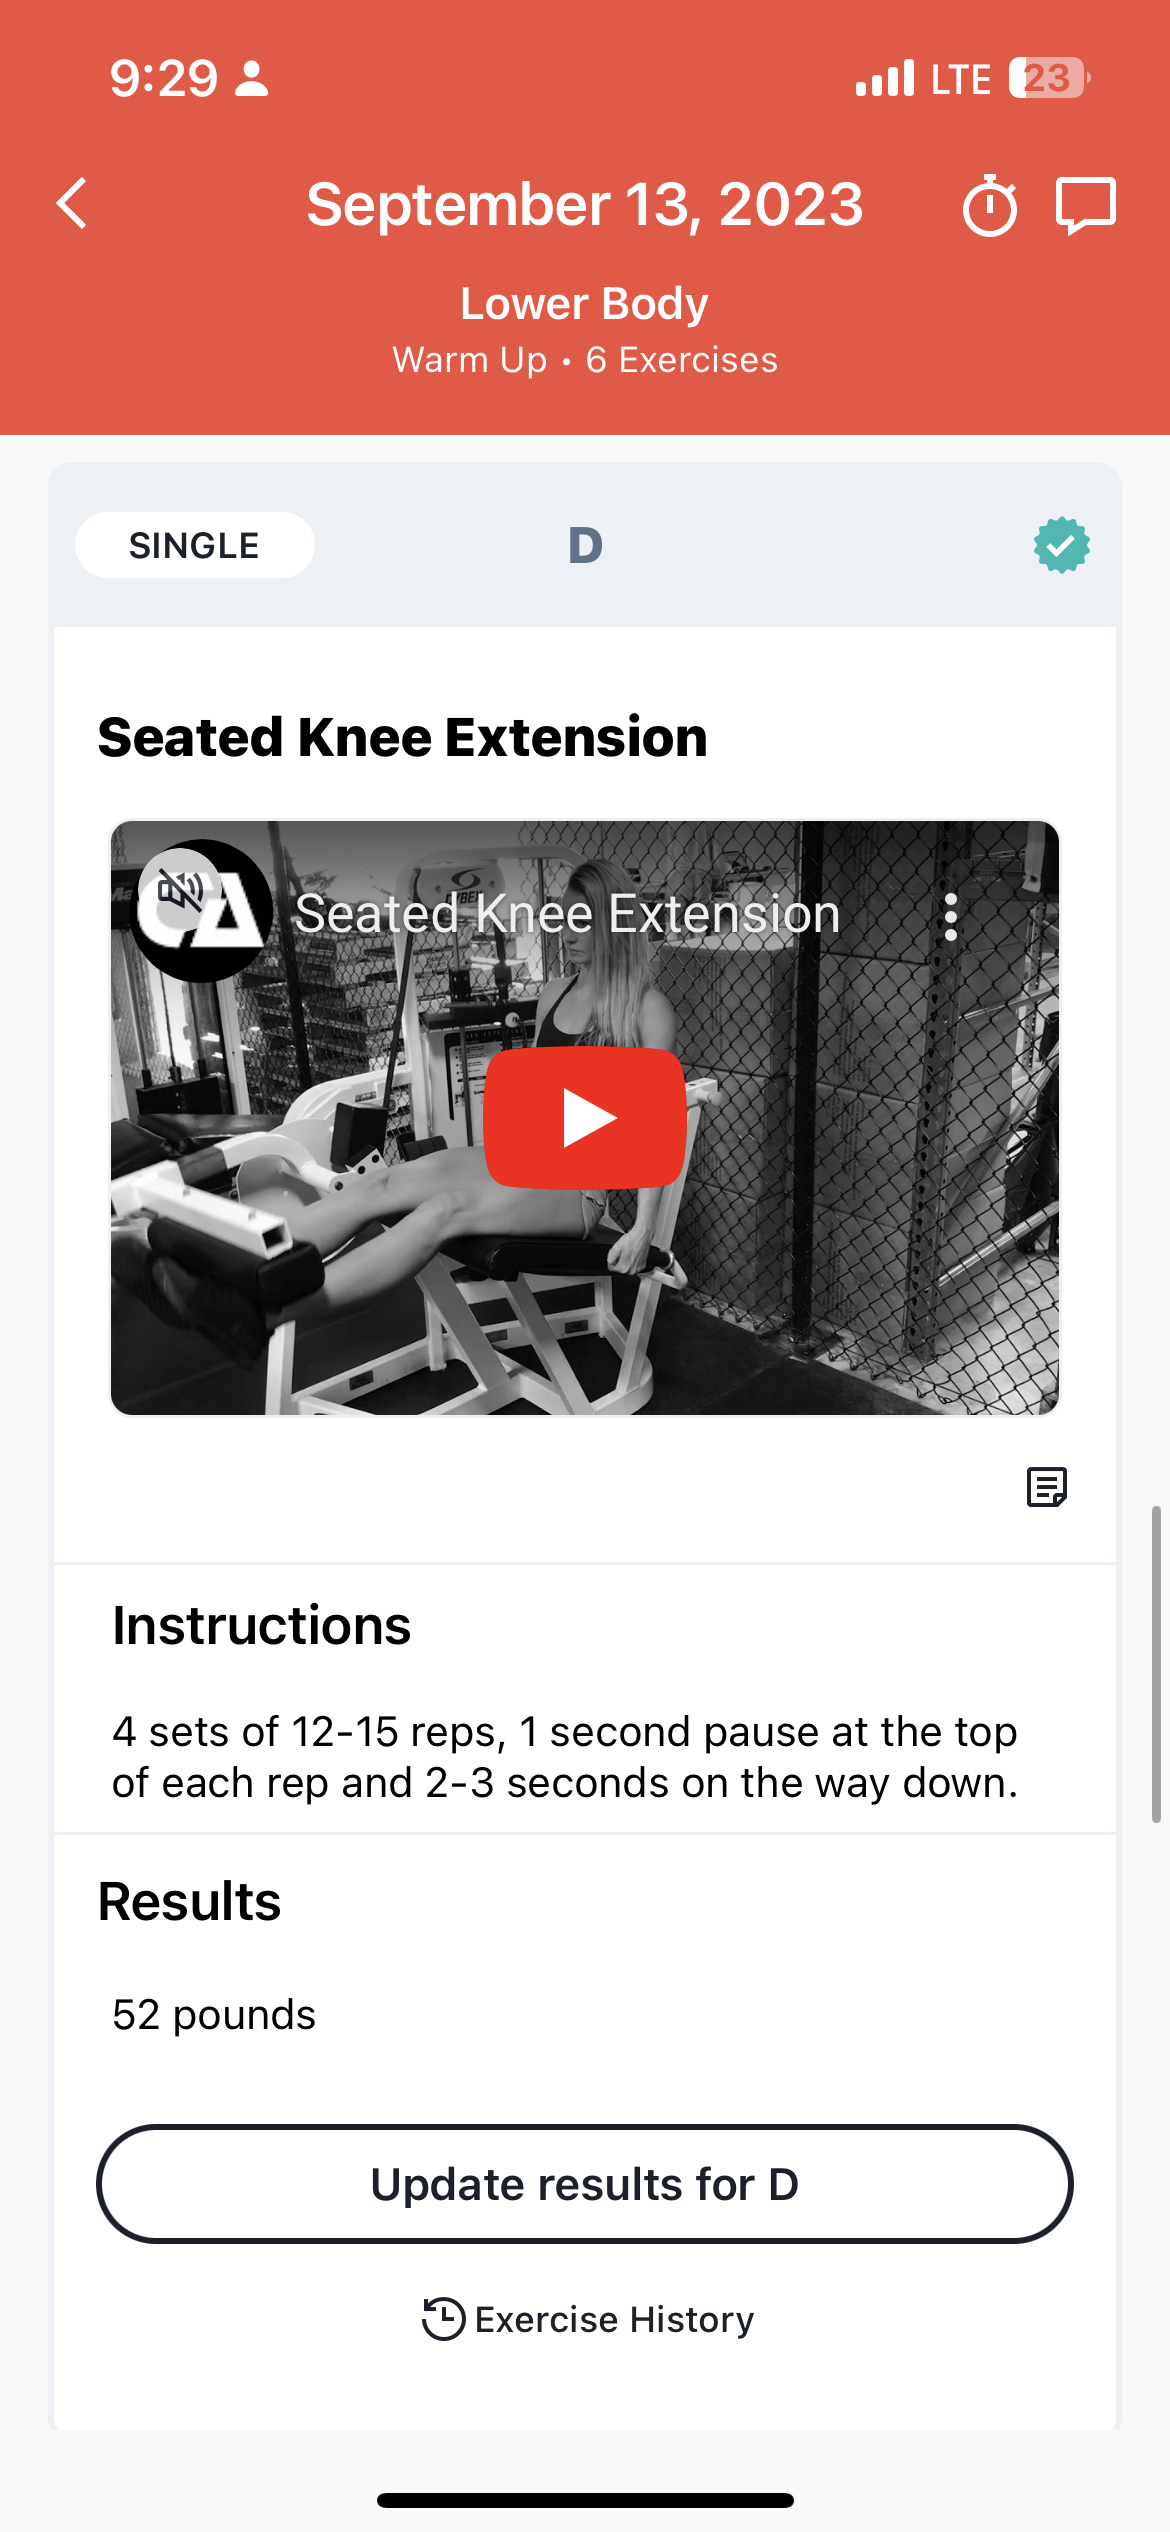 9:29
LTE 23
September 13, 2023
Lower Body
Warm Up • 6 Exercises
SINGLE
D
Seated Knee Extension
CA
Seated Knee Extension
Instructions
4 sets of 12-15 reps, 1 second pause at the top
of each rep and 2-3 seconds on the way down.
Results
52 pounds
Update results for D
Exercise History